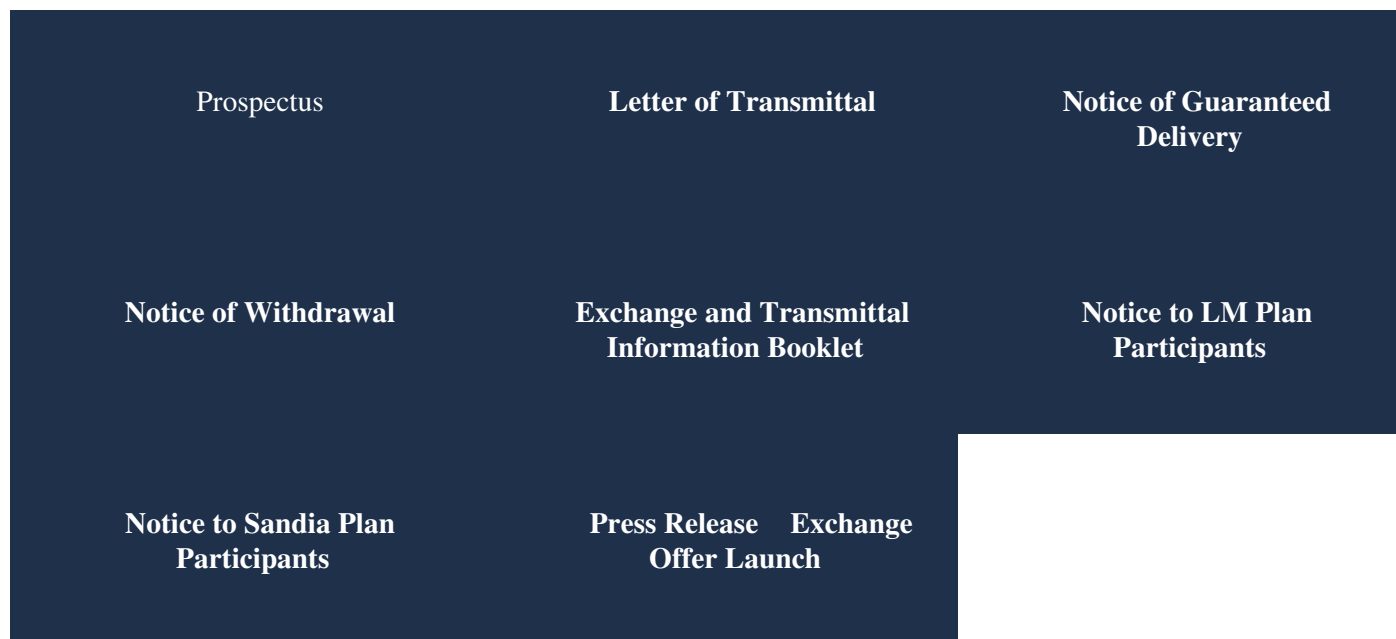 Prospectus
Letter of Transmittal
Notice of Guaranteed
Delivery
Notice of Withdrawal
Exchange and Transmittal
Information Booklet
Notice to LM Plan
Participants
Notice to Sandia Plan
Participants
Press Release Exchange
Offer Launch